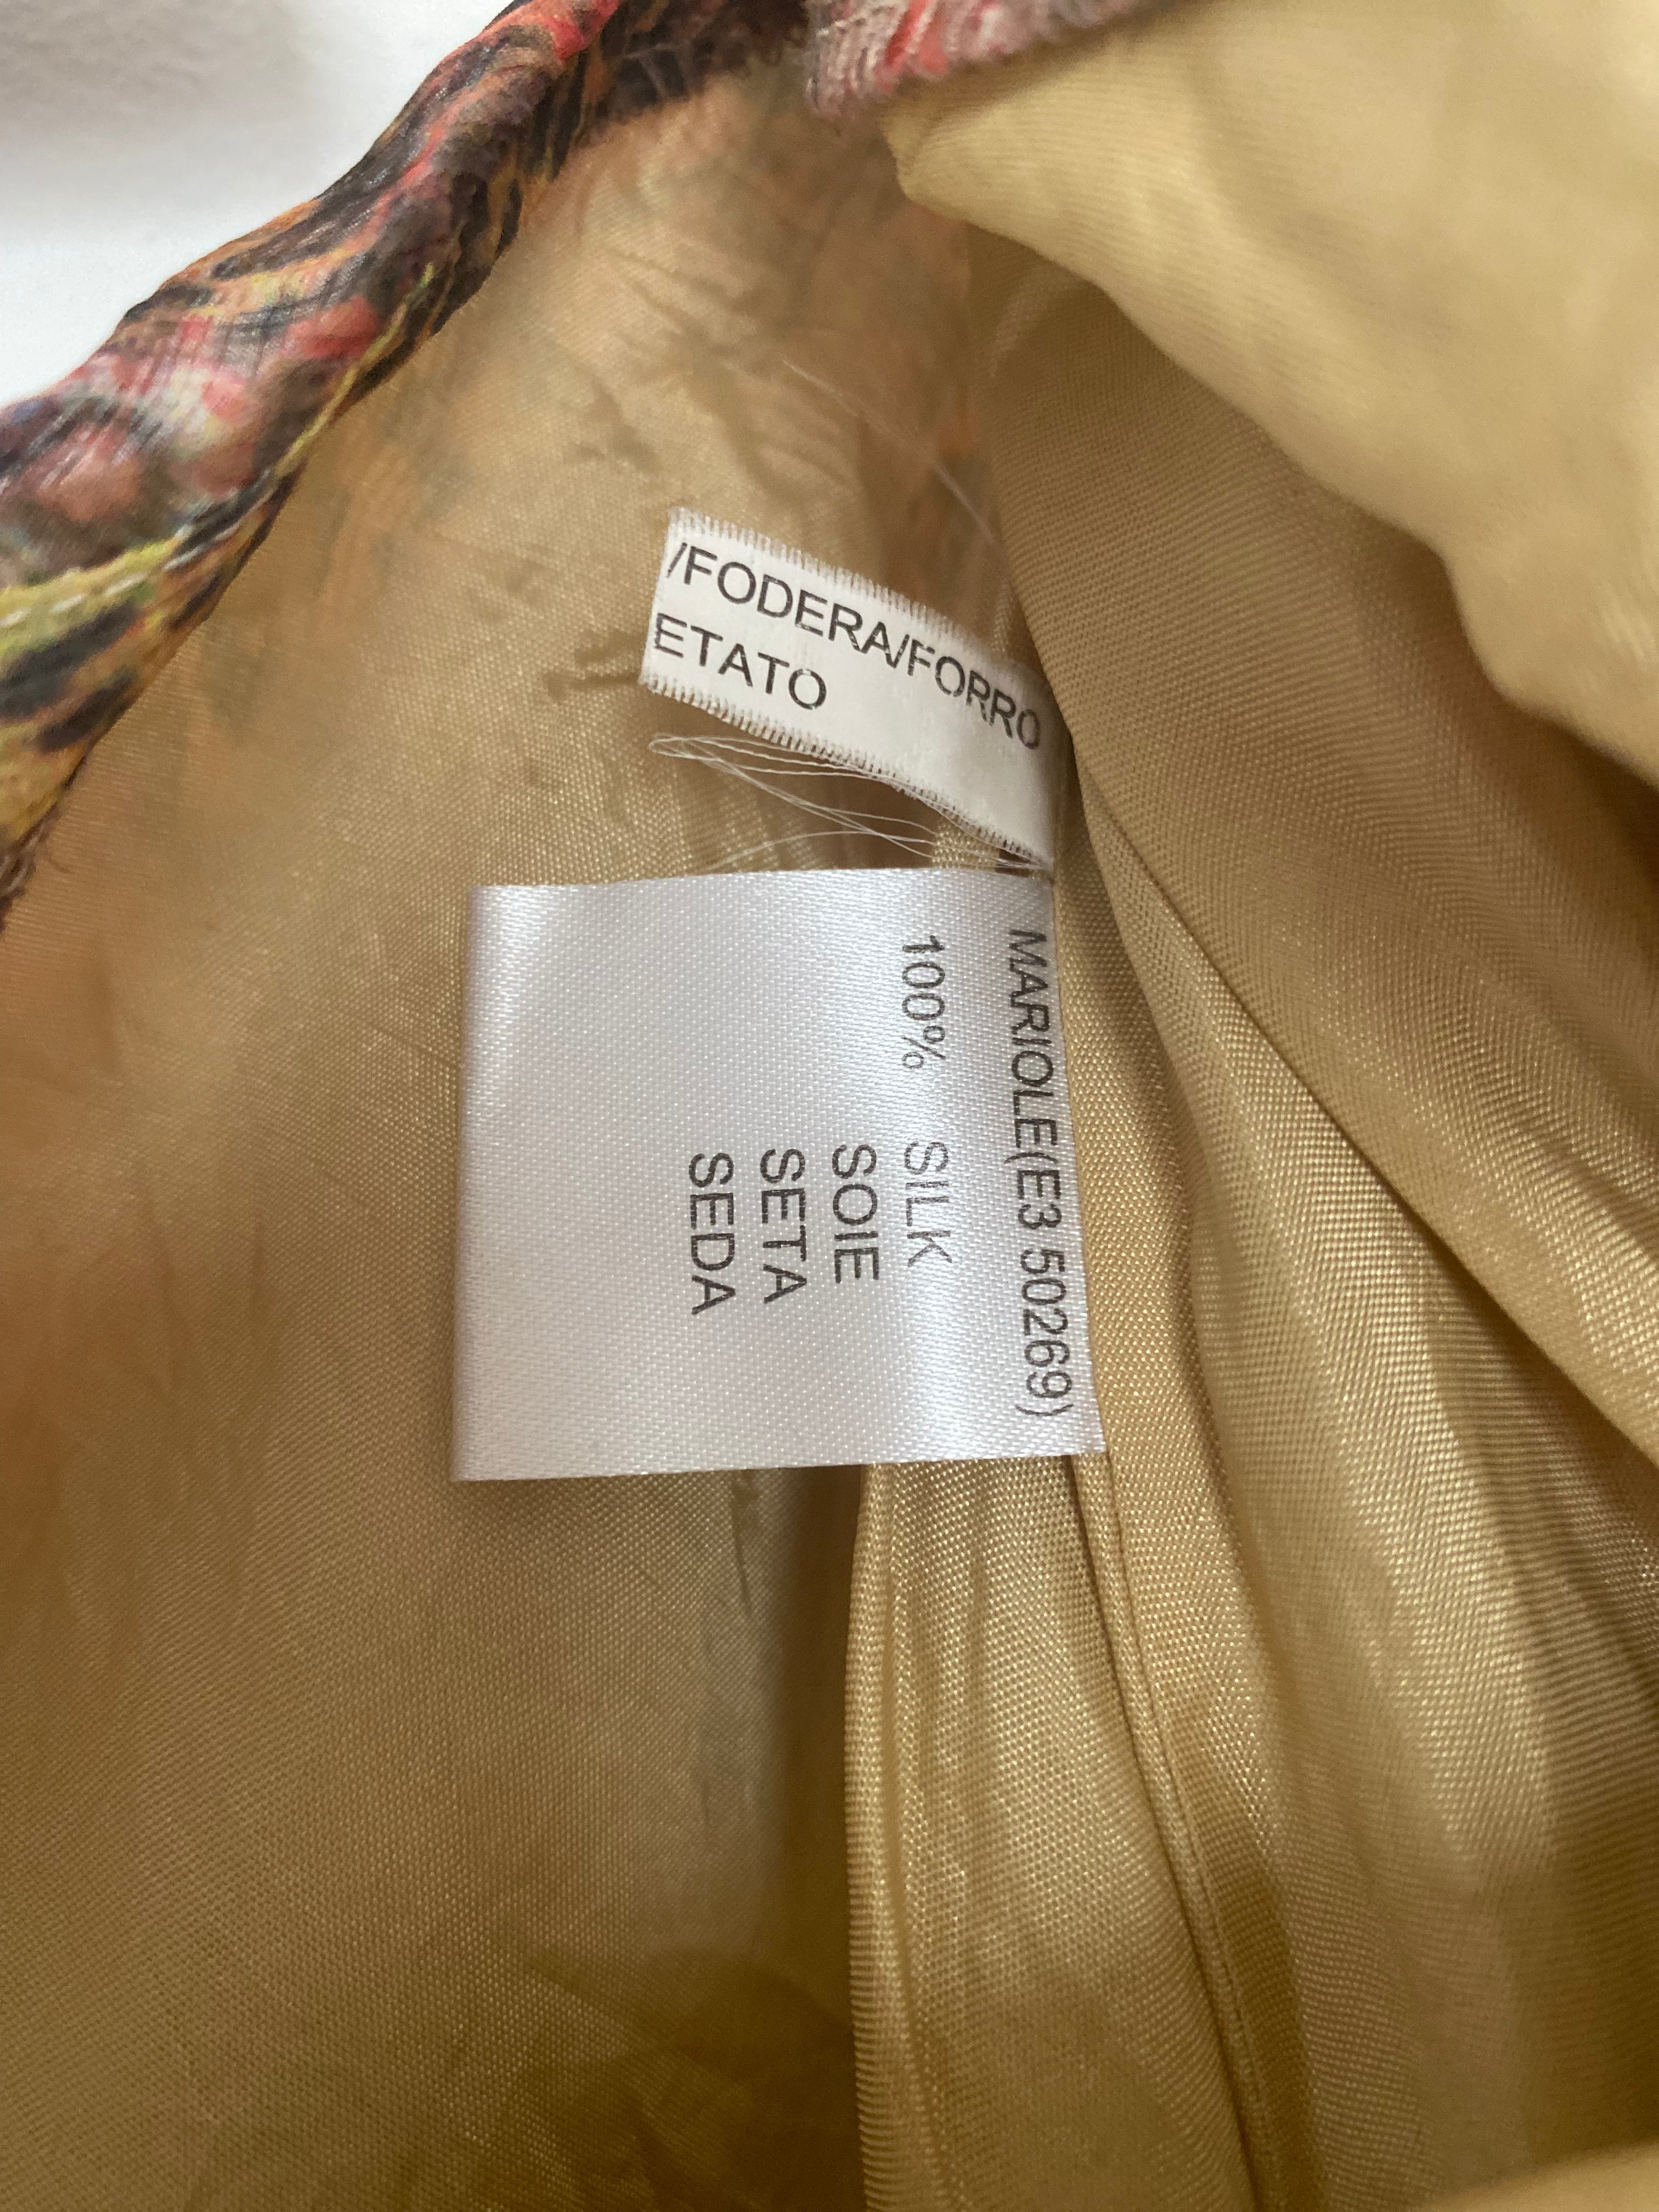 /FODERA/FORRO
ETATO
MARIOLE(E3 50269)
100% SILK
SOIE
SETA
SEDA